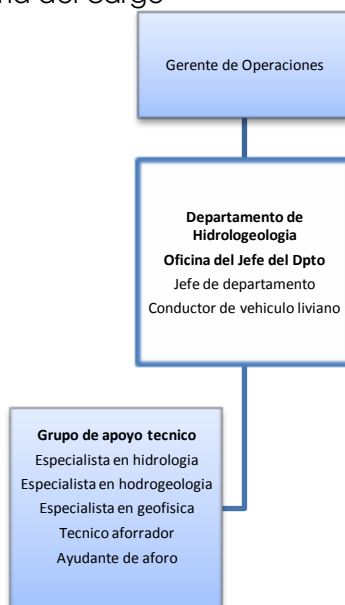 del cargo
Gerente de Operaciones
Departamento de
Hidrologeologia
Oficina del Jefe del Dpto
Jefe de departamento
Conductor de vehiculo liviano
Grupo de apoyo tecnico
Especialista en hidrologia
Especialista en hodrogeologia
Especialista en geofisica
Tecnico aforrador
Ayudante de aforo